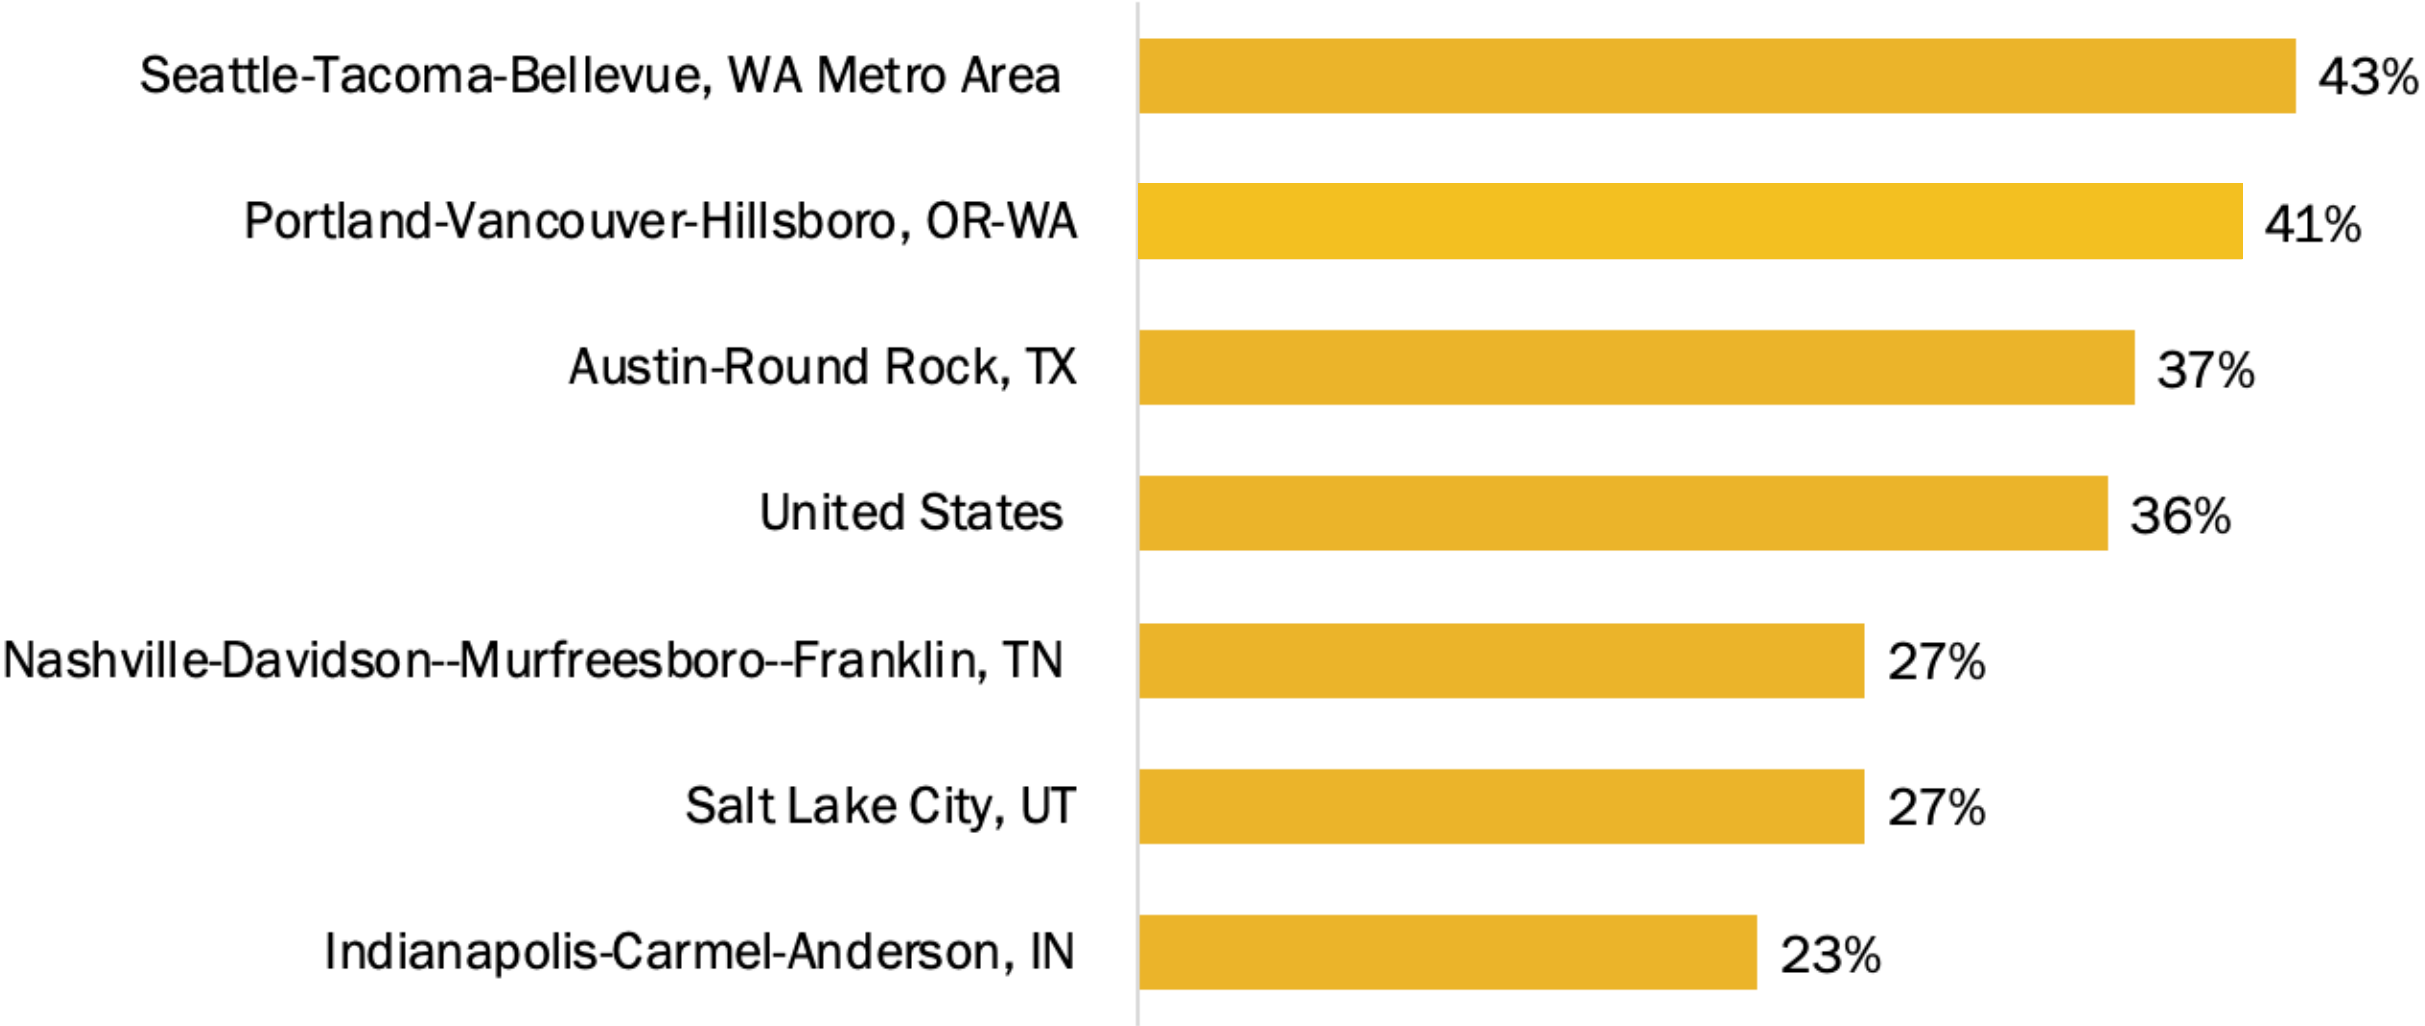 Seattle-Tacoma-Bellevue, WA Metro Area 43%
Portland-Vancouver-Hillsboro, OR-WA 41%
Austin-Round Rock, TX 37%
United States 36%
Nashville-Davidson--Murfreesboro--Franklin, TN 27%
Salt Lake City, UT 27%
Indianapolis-Carmel-Anderson, IN 23%